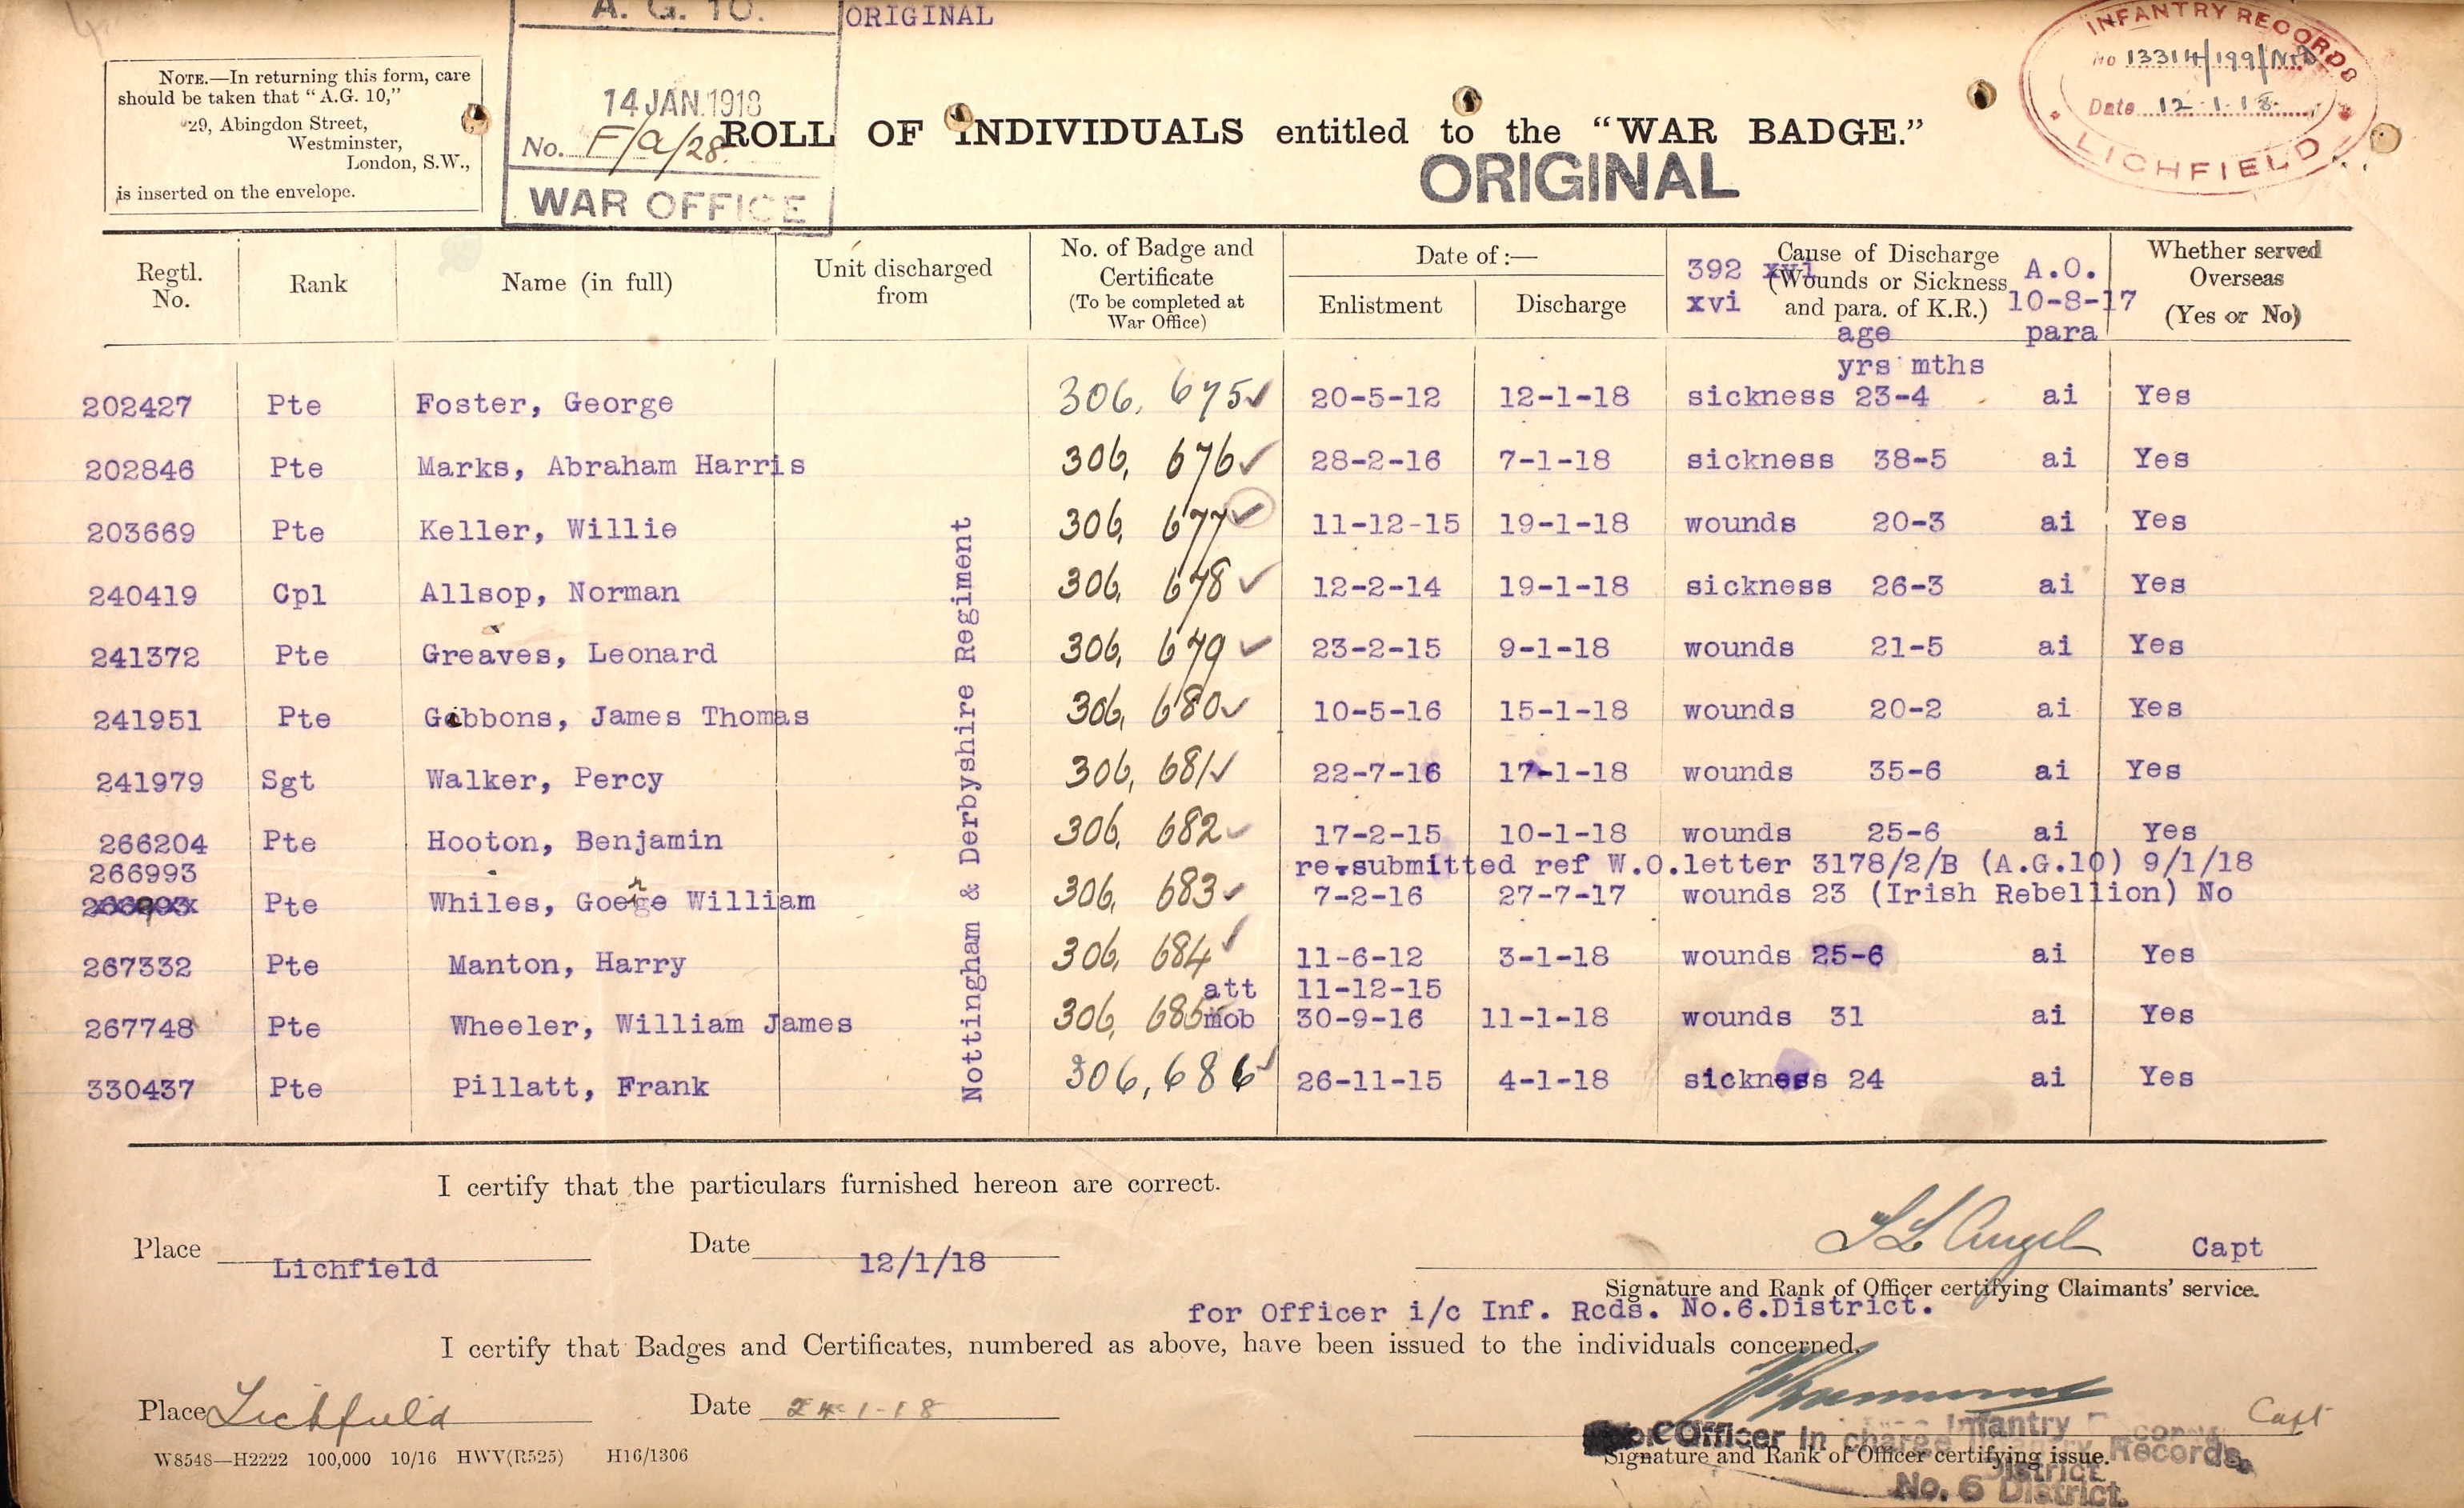 A. G. 10.
ORIGINAL
NOTE.—In returning this form, care
should be taken that “A.G. 10,”
29, Abingdon Street,
Westminster,
London, S.W.,
is inserted on the envelope.
14 JAN.1918
No. F/a/28.
WAR OFFICE
INFANTRY RECORDS
No 13314/199/
Date 12.1.18
LICHFIELD
ROLL OF INDIVIDUALS entitled to the “WAR BADGE.”
ORIGINAL
Regtl. No.
Rank
Name (in full)
Unit discharged from
No. of Badge and Certificate (To be completed at War Office)
Date of :—
Enlistment
Discharge
Cause of Discharge (Wounds or Sickness and para. of K.R.)
392 xvi
xvi
A.O.
10-8-17
age para
yrs mths
Whether served Overseas (Yes or No)
Nottingham & Derbyshire Regiment
202427 Pte Foster, George 306, 675 20-5-12 12-1-18 sickness 23-4 ai Yes
202846 Pte Marks, Abraham Harris 306, 676 28-2-16 7-1-18 sickness 38-5 ai Yes
203669 Pte Keller, Willie 306, 677 11-12-15 19-1-18 wounds 20-3 ai Yes
240419 Cpl Allsop, Norman 306, 678 12-2-14 19-1-18 sickness 26-3 ai Yes
241372 Pte Greaves, Leonard 306, 679 23-2-15 9-1-18 wounds 21-5 ai Yes
241951 Pte Gibbons, James Thomas 306, 680 10-5-16 15-1-18 wounds 20-2 ai Yes
241979 Sgt Walker, Percy 306, 681 22-7-16 17-1-18 wounds 35-6 ai Yes
266204 Pte Hooton, Benjamin 306, 682 17-2-15 10-1-18 wounds 25-6 ai Yes
266993 re-submitted ref W.O.letter 3178/2/B (A.G.10) 9/1/18
266993 Pte Whiles, Goerge William 306, 683 7-2-16 27-7-17 wounds 23 (Irish Rebellion) No
267332 Pte Manton, Harry 306, 684 11-6-12 3-1-18 wounds 25-6 ai Yes
att 11-12-15
267748 Pte Wheeler, William James 306, 685 mob 30-9-16 11-1-18 wounds 31 ai Yes
330437 Pte Pillatt, Frank 306, 686 26-11-15 4-1-18 sickness 24 ai Yes
I certify that the particulars furnished hereon are correct.
Place Lichfield Date 12/1/18 Angel Capt
Signature and Rank of Officer certifying Claimants’ service.
for Officer i/c Inf. Rcds. No.6.District.
I certify that Badges and Certificates, numbered as above, have been issued to the individuals concerned.
Place Lichfield Date 24-1-18 Capt
Officer in charge Infantry Records
Signature and Rank of Officer certifying issue.
No. 6 District.
W8548—H2222 100,000 10/16 HWV(R525) H16/1306